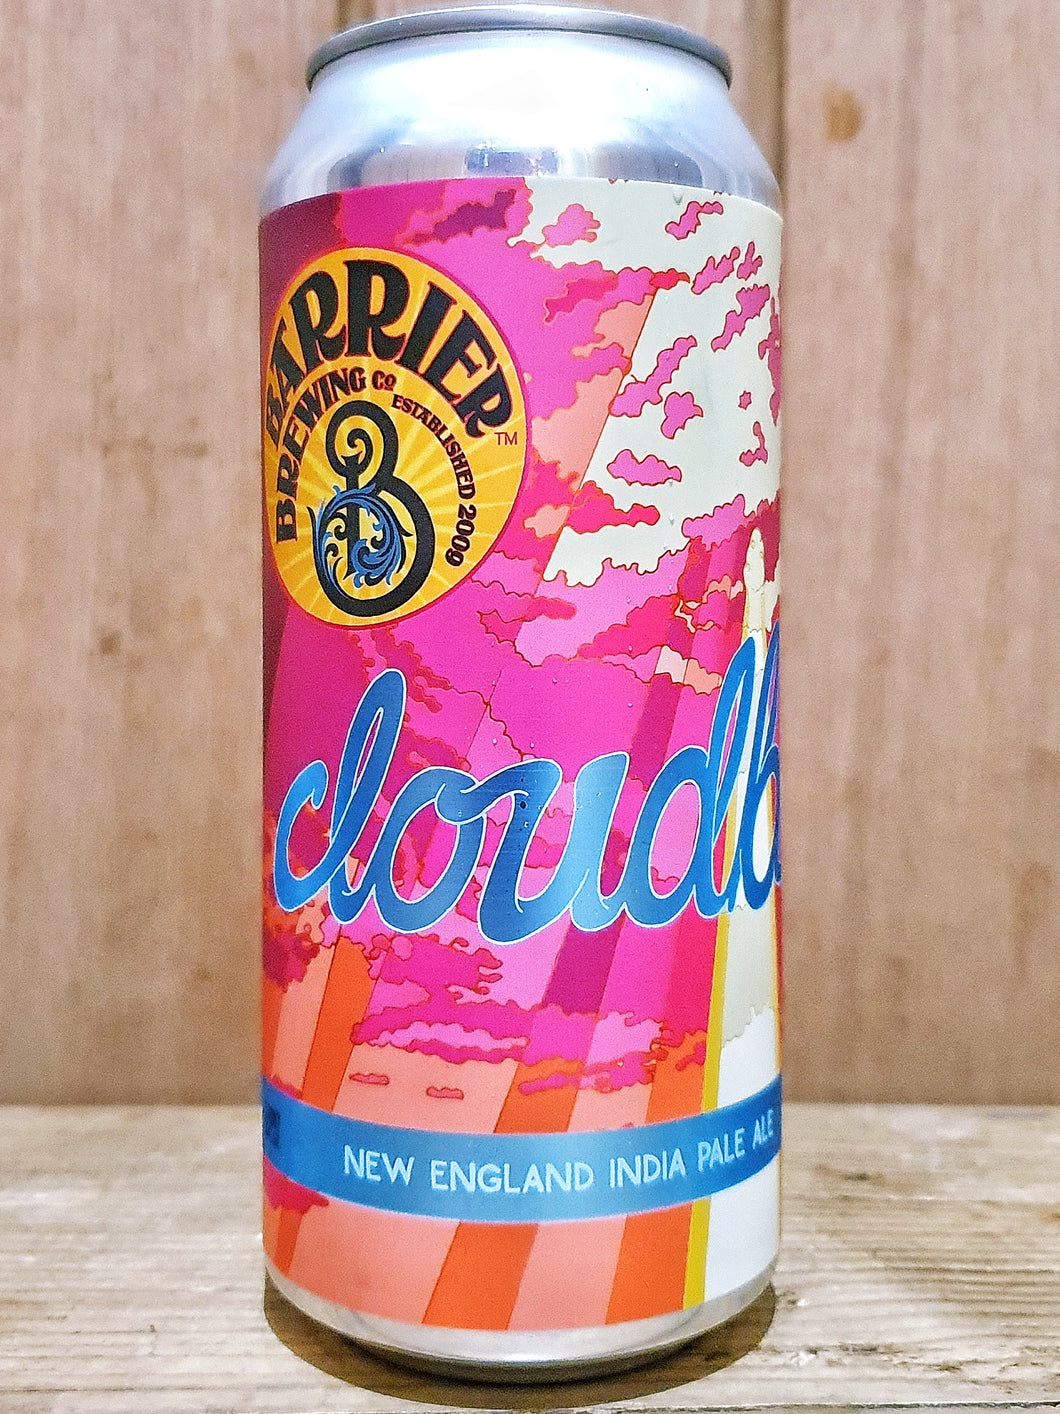 BARRIER
BREWING Cº
ESTABLISHED 2009
B
TM
cloudb
NEW ENGLAND INDIA PALE ALE